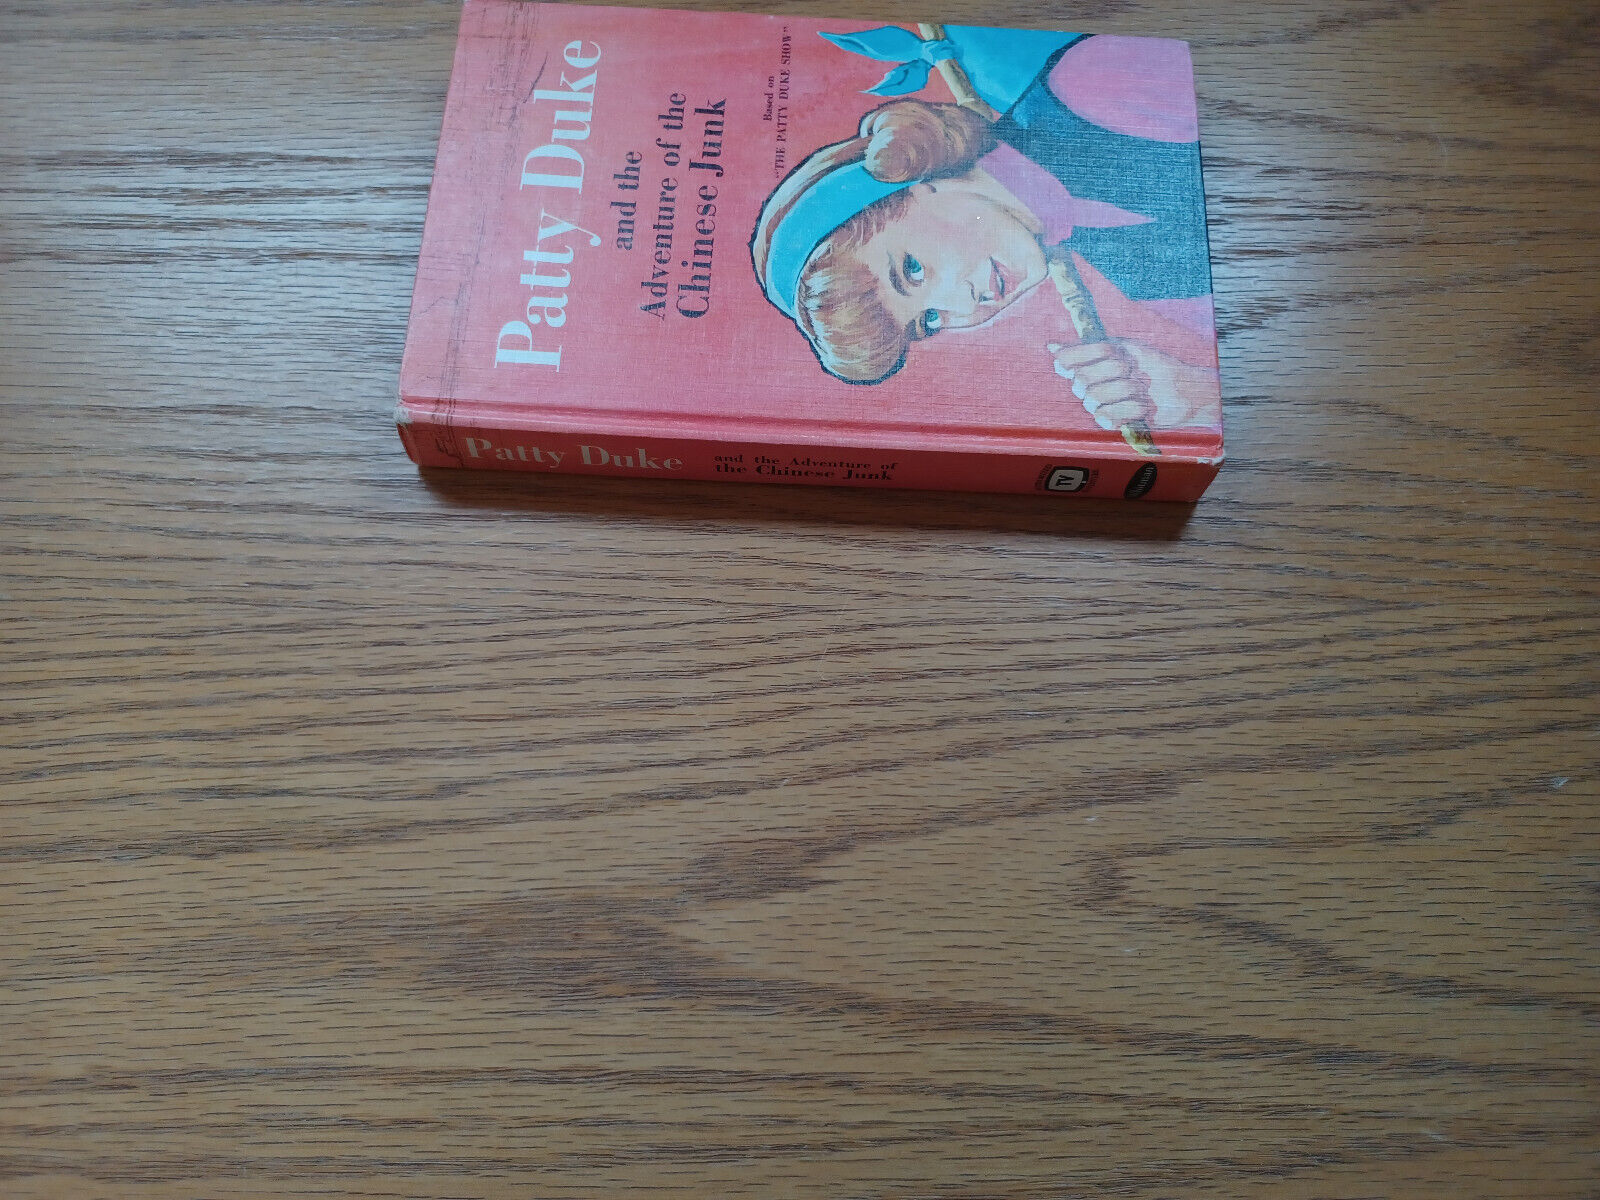 Patty Duke
and the
Adventure of the
Chinese Junk
Based on
"THE PATTY DUKE SHOW"
Patty Duke
and the Adventure of
the Chinese Junk
TV